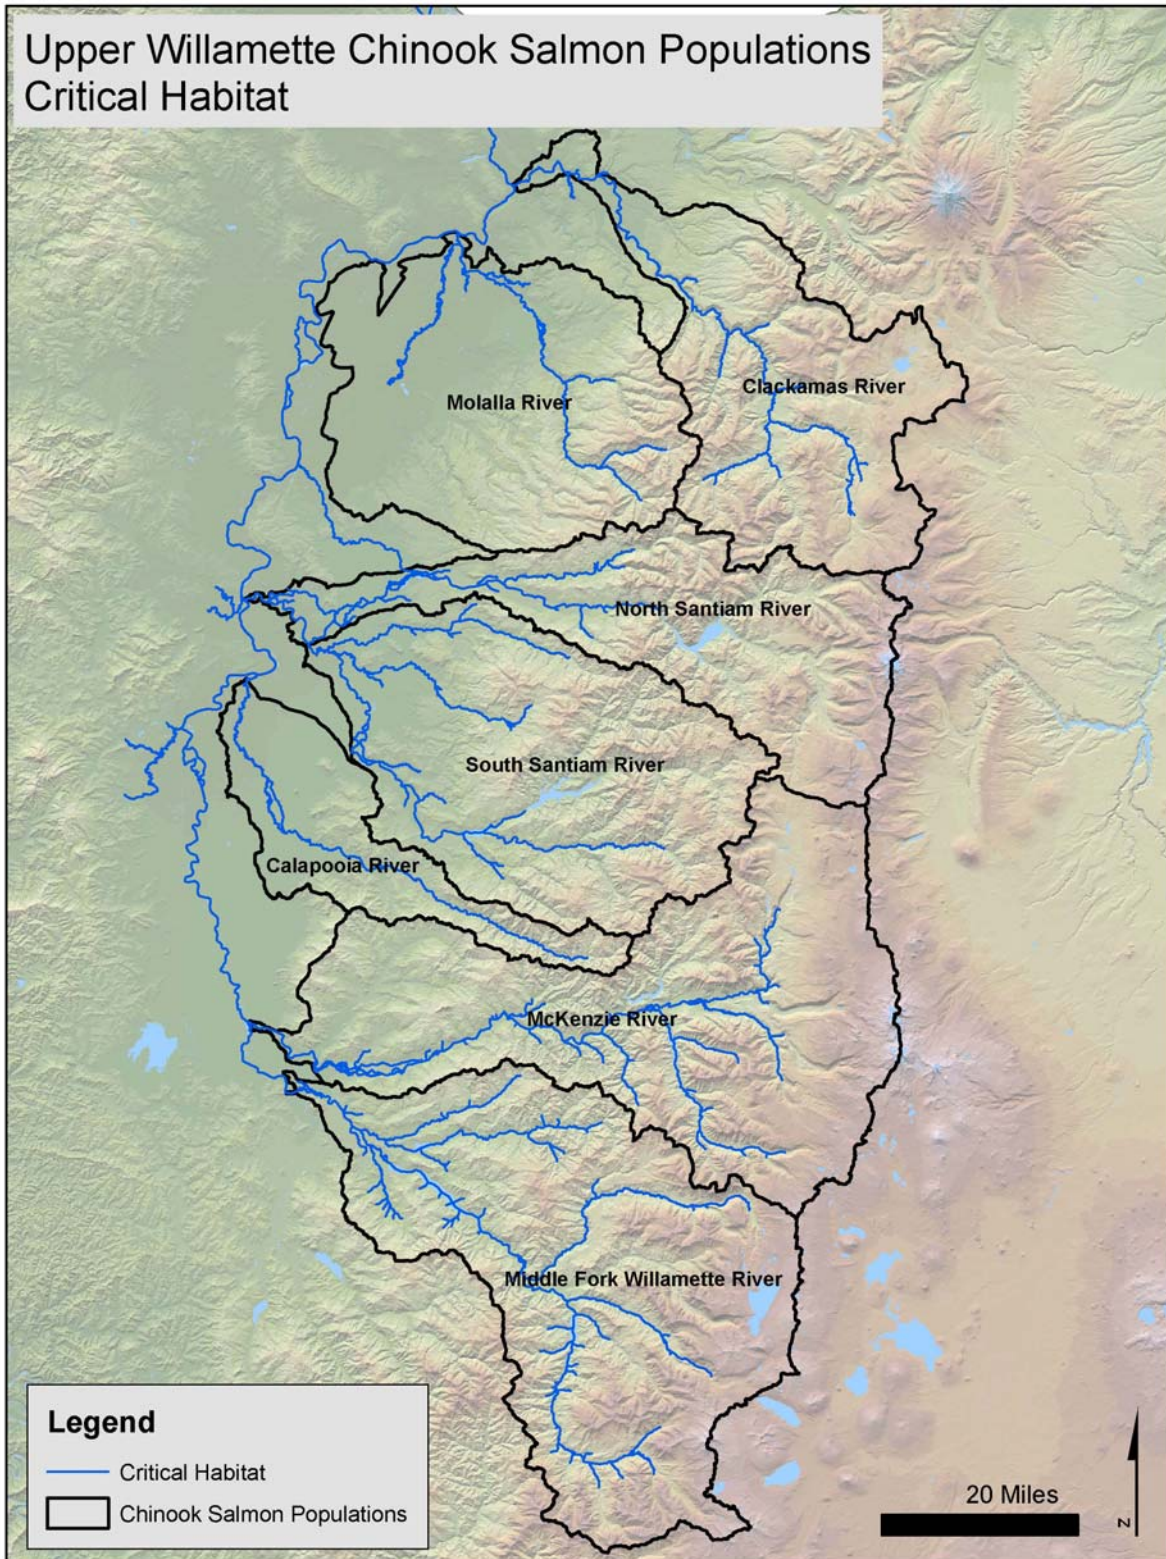 Upper Willamette Chinook Salmon Populations
Critical Habitat
Clackamas River
Molalla River
North Santiam River
South Santiam River
Calapooia River
McKenzie River
Middle Fork Willamette River
Legend
Critical Habitat
Chinook Salmon Populations
20 Miles
N